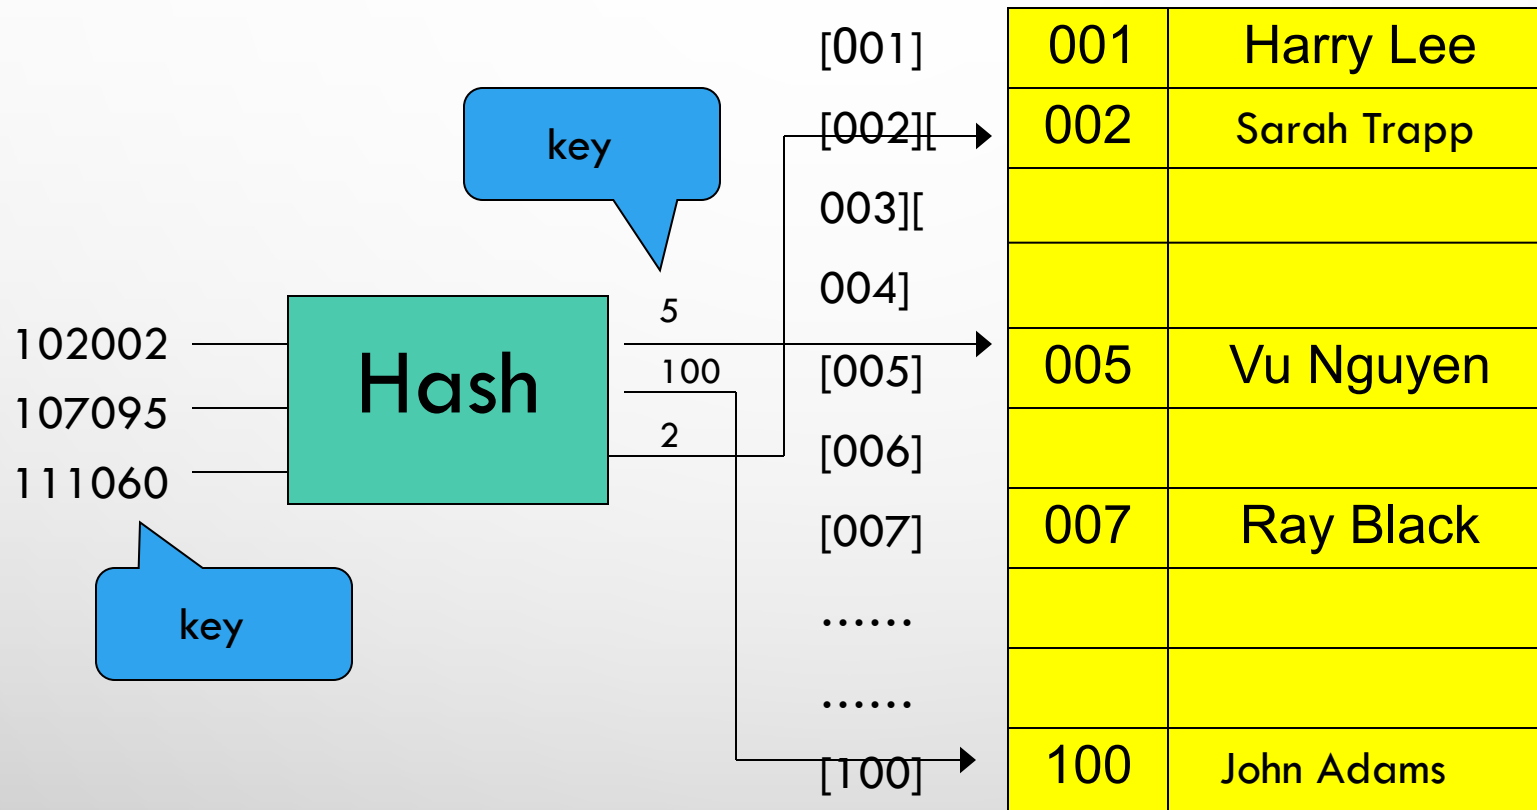 key
102002
107095
111060
Hash
key
5
100
2
[001]
[002][
003][
004]
[005]
[006]
[007]
......
......
[100]
001 Harry Lee
002 Sarah Trapp
005 Vu Nguyen
007 Ray Black
100 John Adams